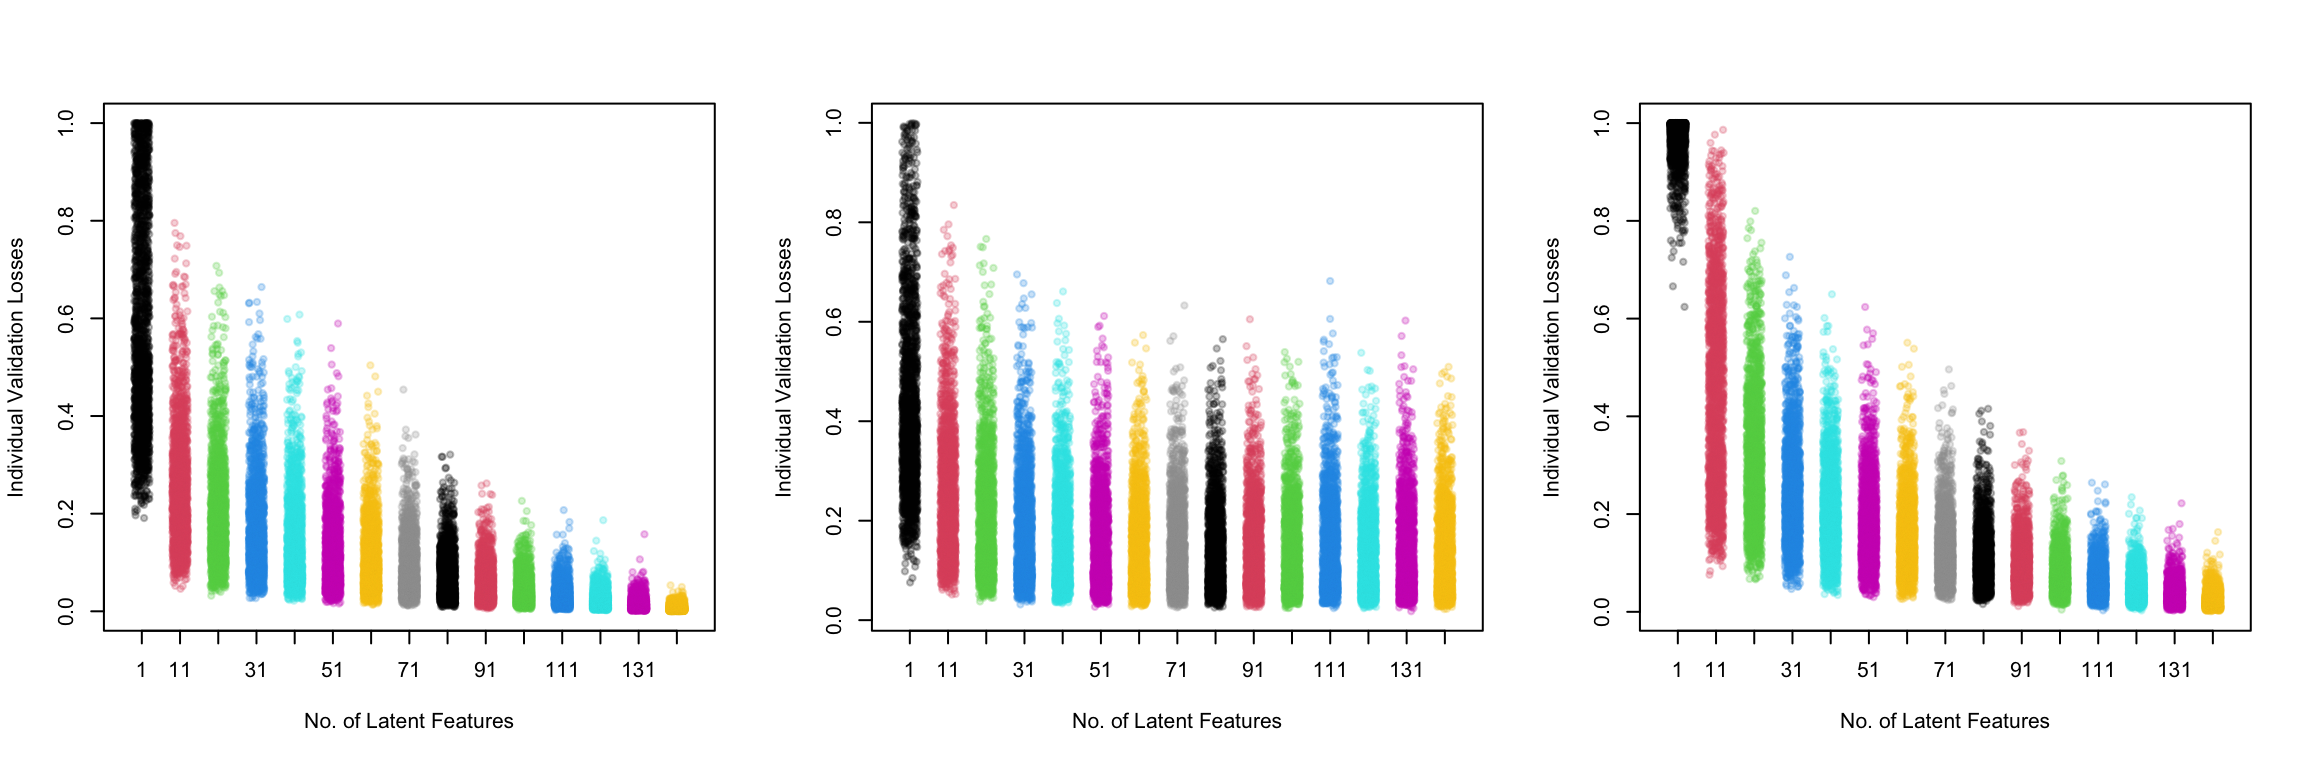 Individual Validation Losses
1.0
0.8
0.6
0.4
0.2
0.0
1 11 31 51 71 91 111 131
No. of Latent Features
Individual Validation Losses
1.0
0.8
0.6
0.4
0.2
0.0
1 11 31 51 71 91 111 131
No. of Latent Features
Individual Validation Losses
1.0
0.8
0.6
0.4
0.2
0.0
1 11 31 51 71 91 111 131
No. of Latent Features